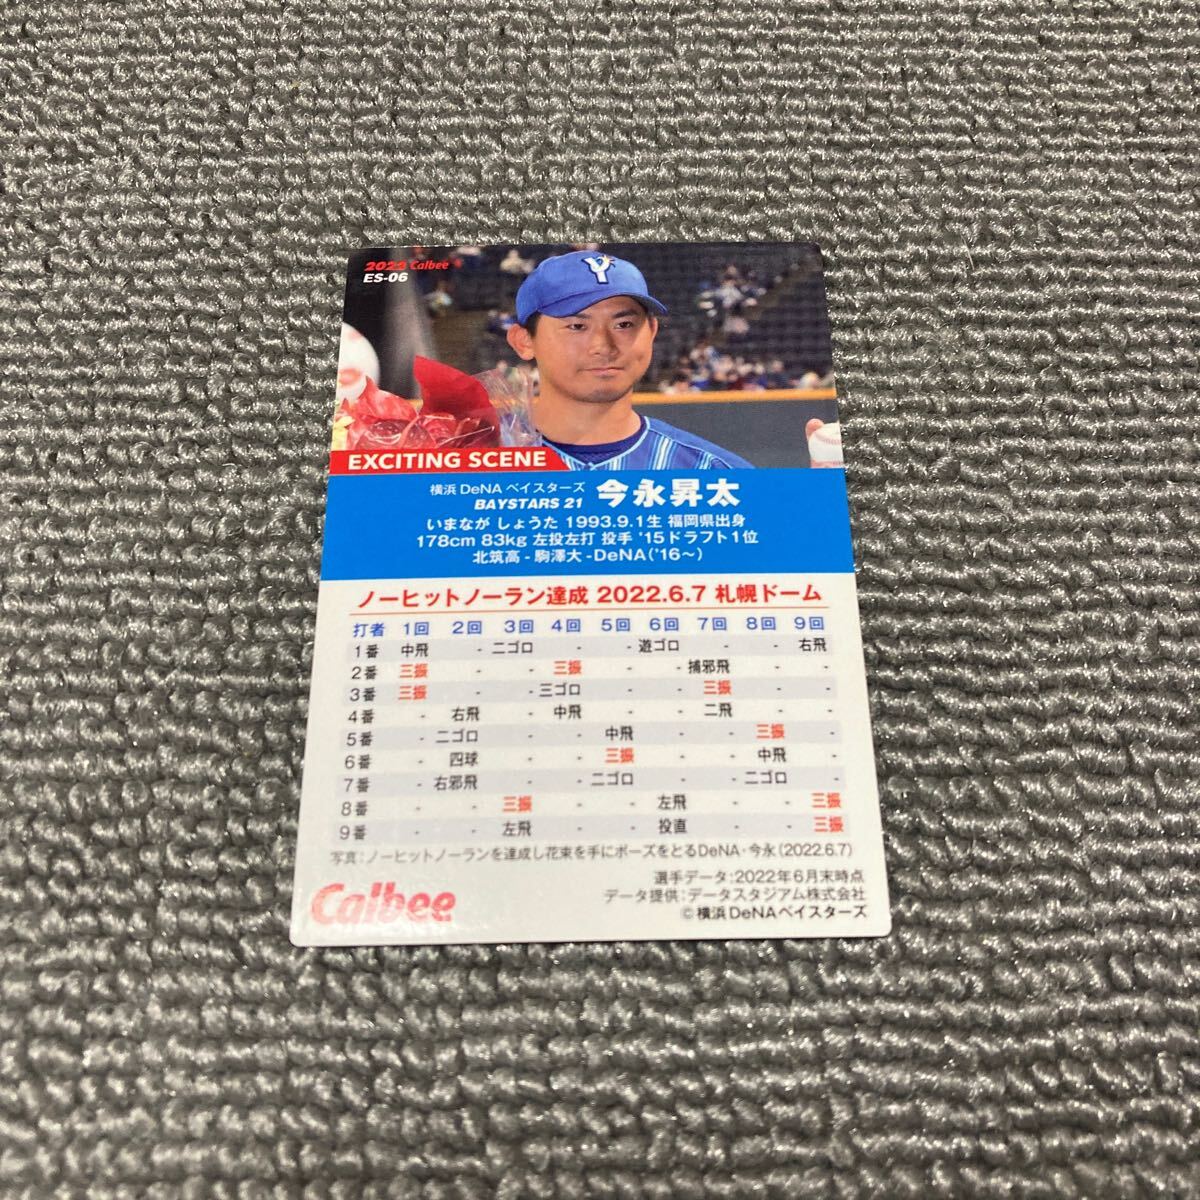 2022 Calbee
ES-06
EXCITING SCENE
横浜 DeNA ベイスターズ
BAYSTARS 21 今永昇太
いまなが しょうた 1993.9.1生 福岡県出身
178cm 83kg 左投左打 投手 '15ドラフト1位
北筑高 - 駒澤大 - DeNA('16〜)
ノーヒットノーラン達成 2022.6.7 札幌ドーム
打者 1回 2回 3回 4回 5回 6回 7回 8回 9回
1番 中飛 - 二ゴロ - - 遊ゴロ - - 右飛
2番 三振 - - 三振 - - 捕邪飛 - -
3番 三振 - - 三ゴロ - - 三振 - -
4番 - 右飛 - 中飛 - - 二飛 - -
5番 - 二ゴロ - - 中飛 - - 三振 -
6番 - 四球 - - 三振 - - 中飛 -
7番 - 右邪飛 - - 二ゴロ - - 二ゴロ -
8番 - - 三振 - - 左飛 - - 三振
9番 - - 左飛 - - 投直 - - 三振
写真:ノーヒットノーランを達成し花束を手にポーズをとるDeNA・今永(2022.6.7)
選手データ:2022年6月末時点
データ提供:データスタジアム株式会社
©横浜DeNAベイスターズ
Calbee